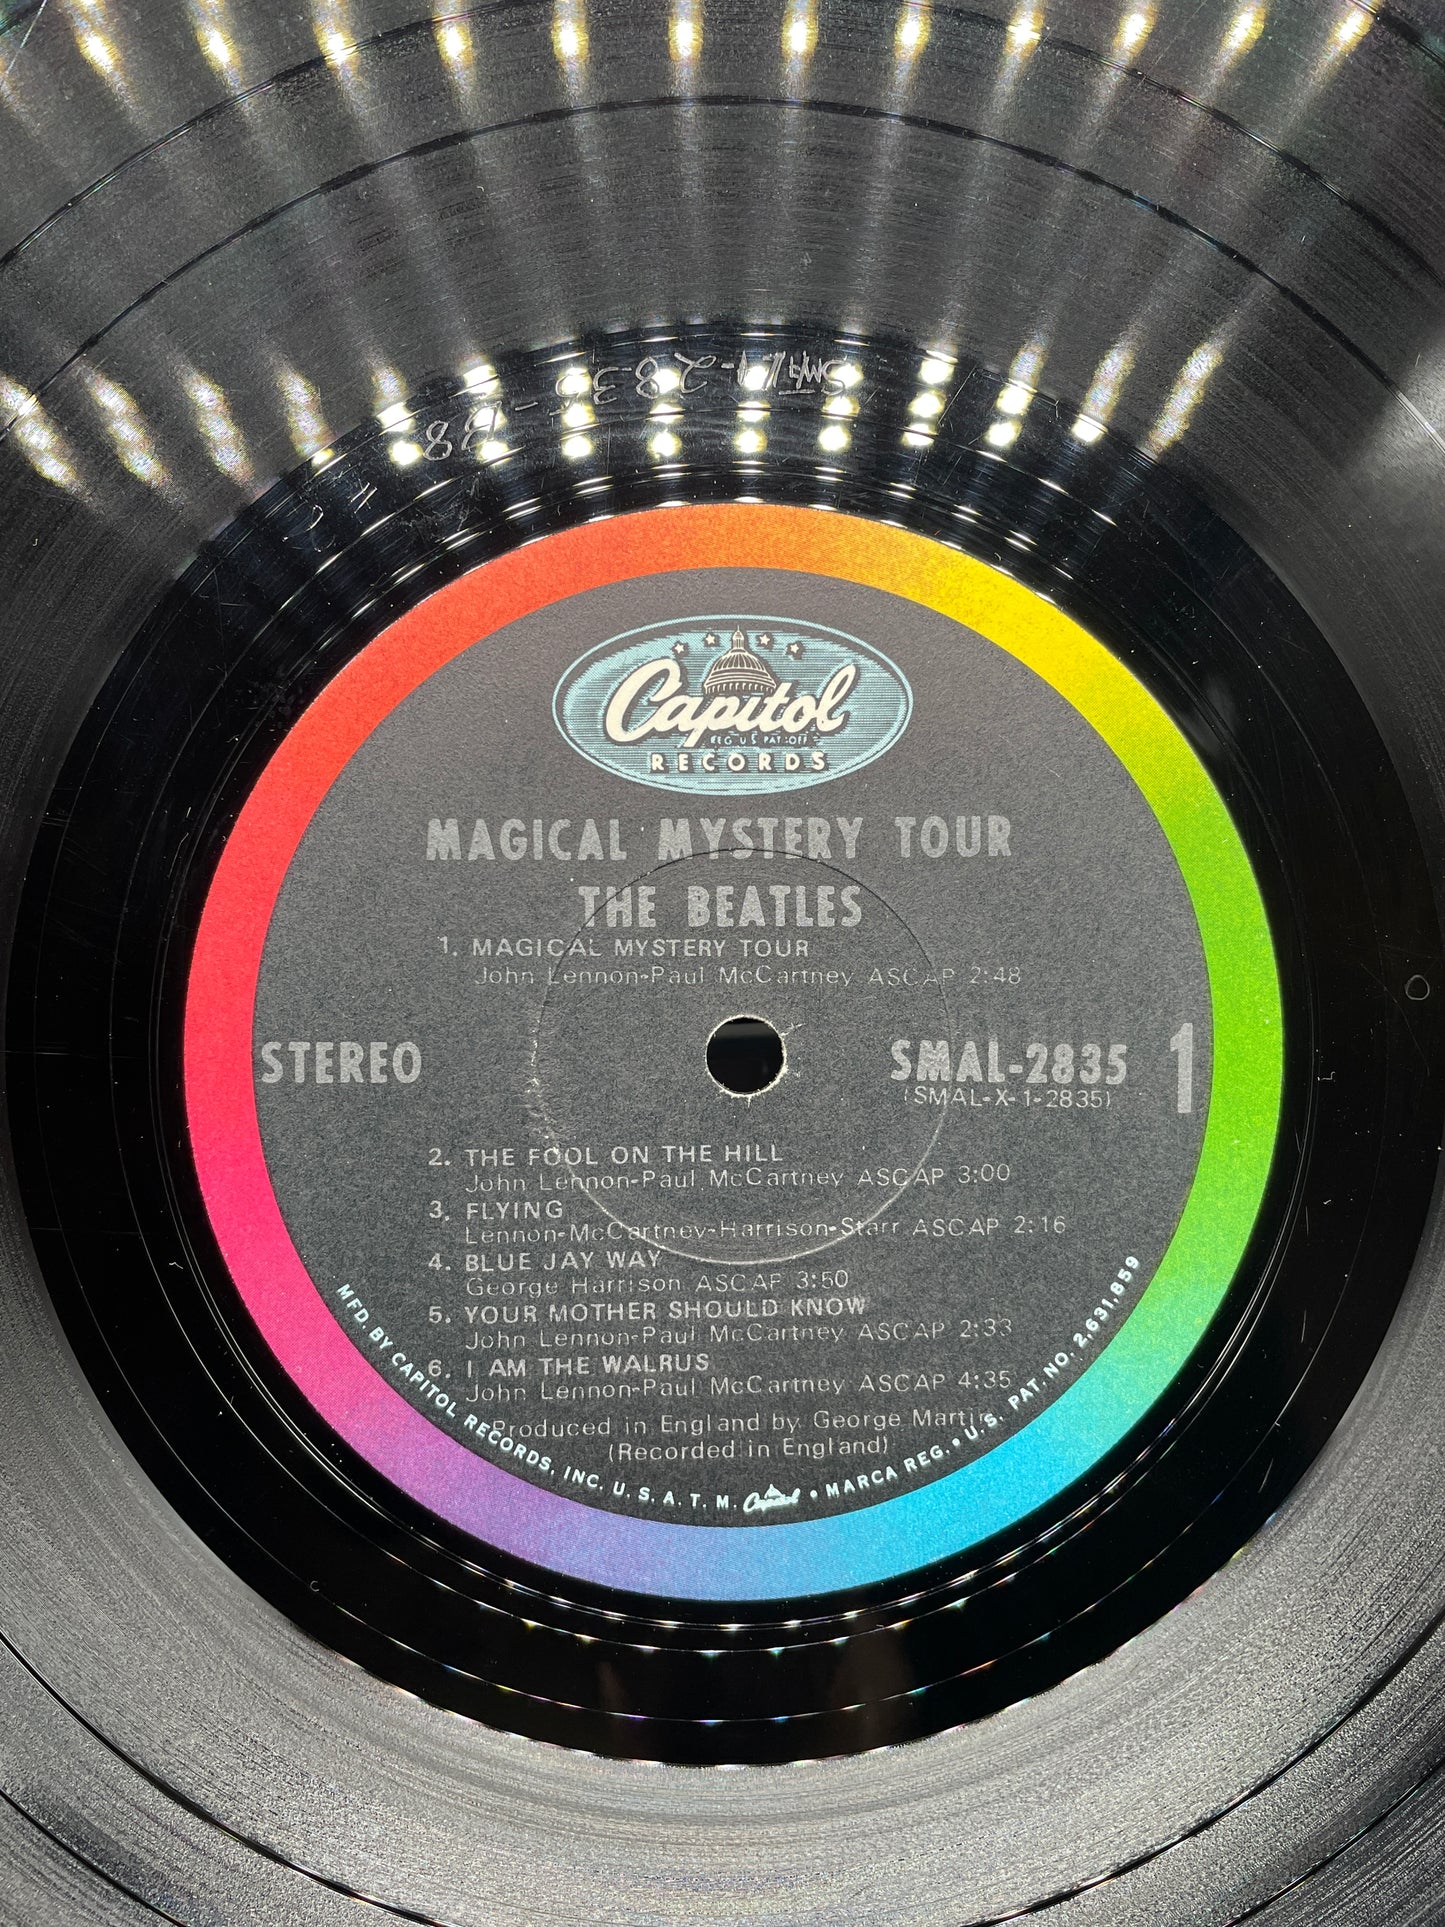 Capitol
REG. U.S. PAT. OFF.
RECORDS
MAGICAL MYSTERY TOUR
THE BEATLES
1. MAGICAL MYSTERY TOUR
John Lennon-Paul McCartney ASCAP 2:48
STEREO
SMAL-2835
1
(SMAL-X-1-2835)
2. THE FOOL ON THE HILL
John Lennon-Paul McCartney ASCAP 3:00
3. FLYING
Lennon-McCartney-Harrison-Starr ASCAP 2:16
4. BLUE JAY WAY
George Harrison ASCAP 3:50
5. YOUR MOTHER SHOULD KNOW
John Lennon-Paul McCartney ASCAP 2:33
6. I AM THE WALRUS
John Lennon-Paul McCartney ASCAP 4:35
Produced in England by George Martin
(Recorded in England)
MFD. BY CAPITOL RECORDS, INC. U.S.A. T.M. Capitol • MARCA REG. • U.S. PAT. NO. 2,631,859